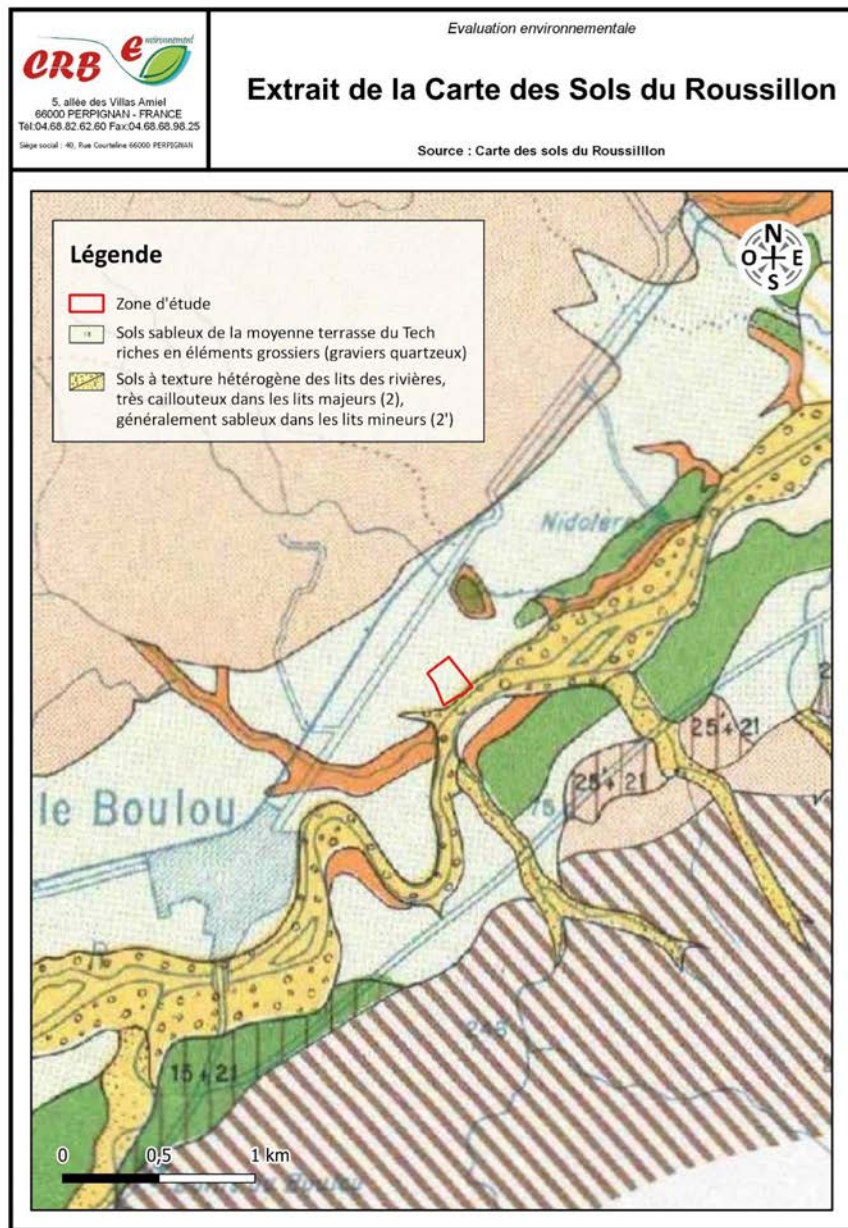 CRB environnement
5, allée des Villas Amiel
66000 PERPIGNAN - FRANCE
Tél:04.68.82.62.60 Fax:04.68.68.98.25
Siège social : 40, Rue Courteline 66000 PERPIGNAN
Evaluation environnementale
Extrait de la Carte des Sols du Roussillon
Source : Carte des sols du Roussilllon
Légende
Zone d'étude
Sols sableux de la moyenne terrasse du Tech
riches en éléments grossiers (graviers quartzeux)
Sols à texture hétérogène des lits des rivières,
très caillouteux dans les lits majeurs (2),
généralement sableux dans les lits mineurs (2')
N
O E
S
Nidolères
25'+ 21
25'+ 21
le Boulou
15 + 21
0 0,5 1 km